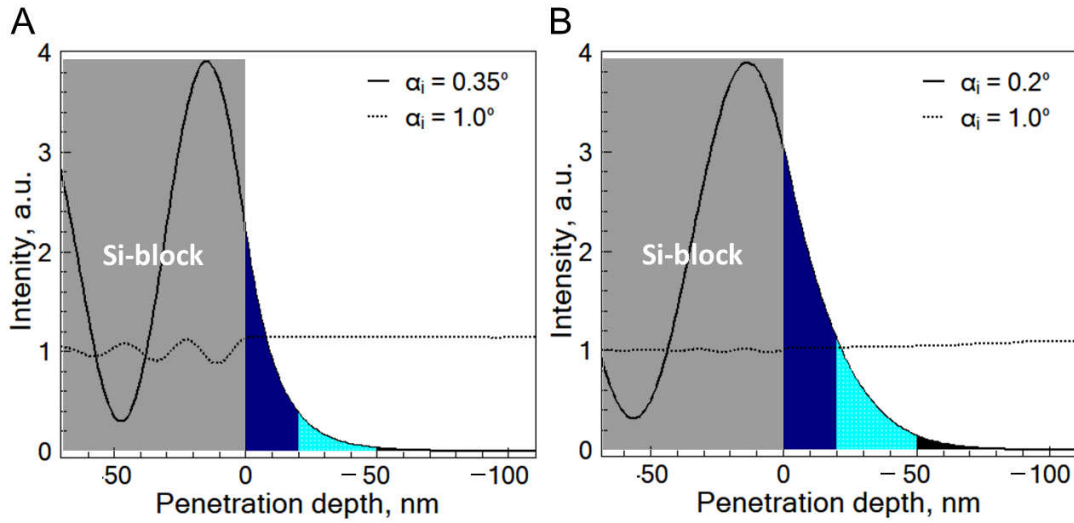 A
4
3
2
1
0
Intenity, a.u.
Si-block
αi = 0.35°
αi = 1.0°
-50
0
−50
−100
Penetration depth, nm
B
4
3
2
1
0
Intensity, a.u.
Si-block
αi = 0.2°
αi = 1.0°
-50
0
−50
−100
Penetration depth, nm